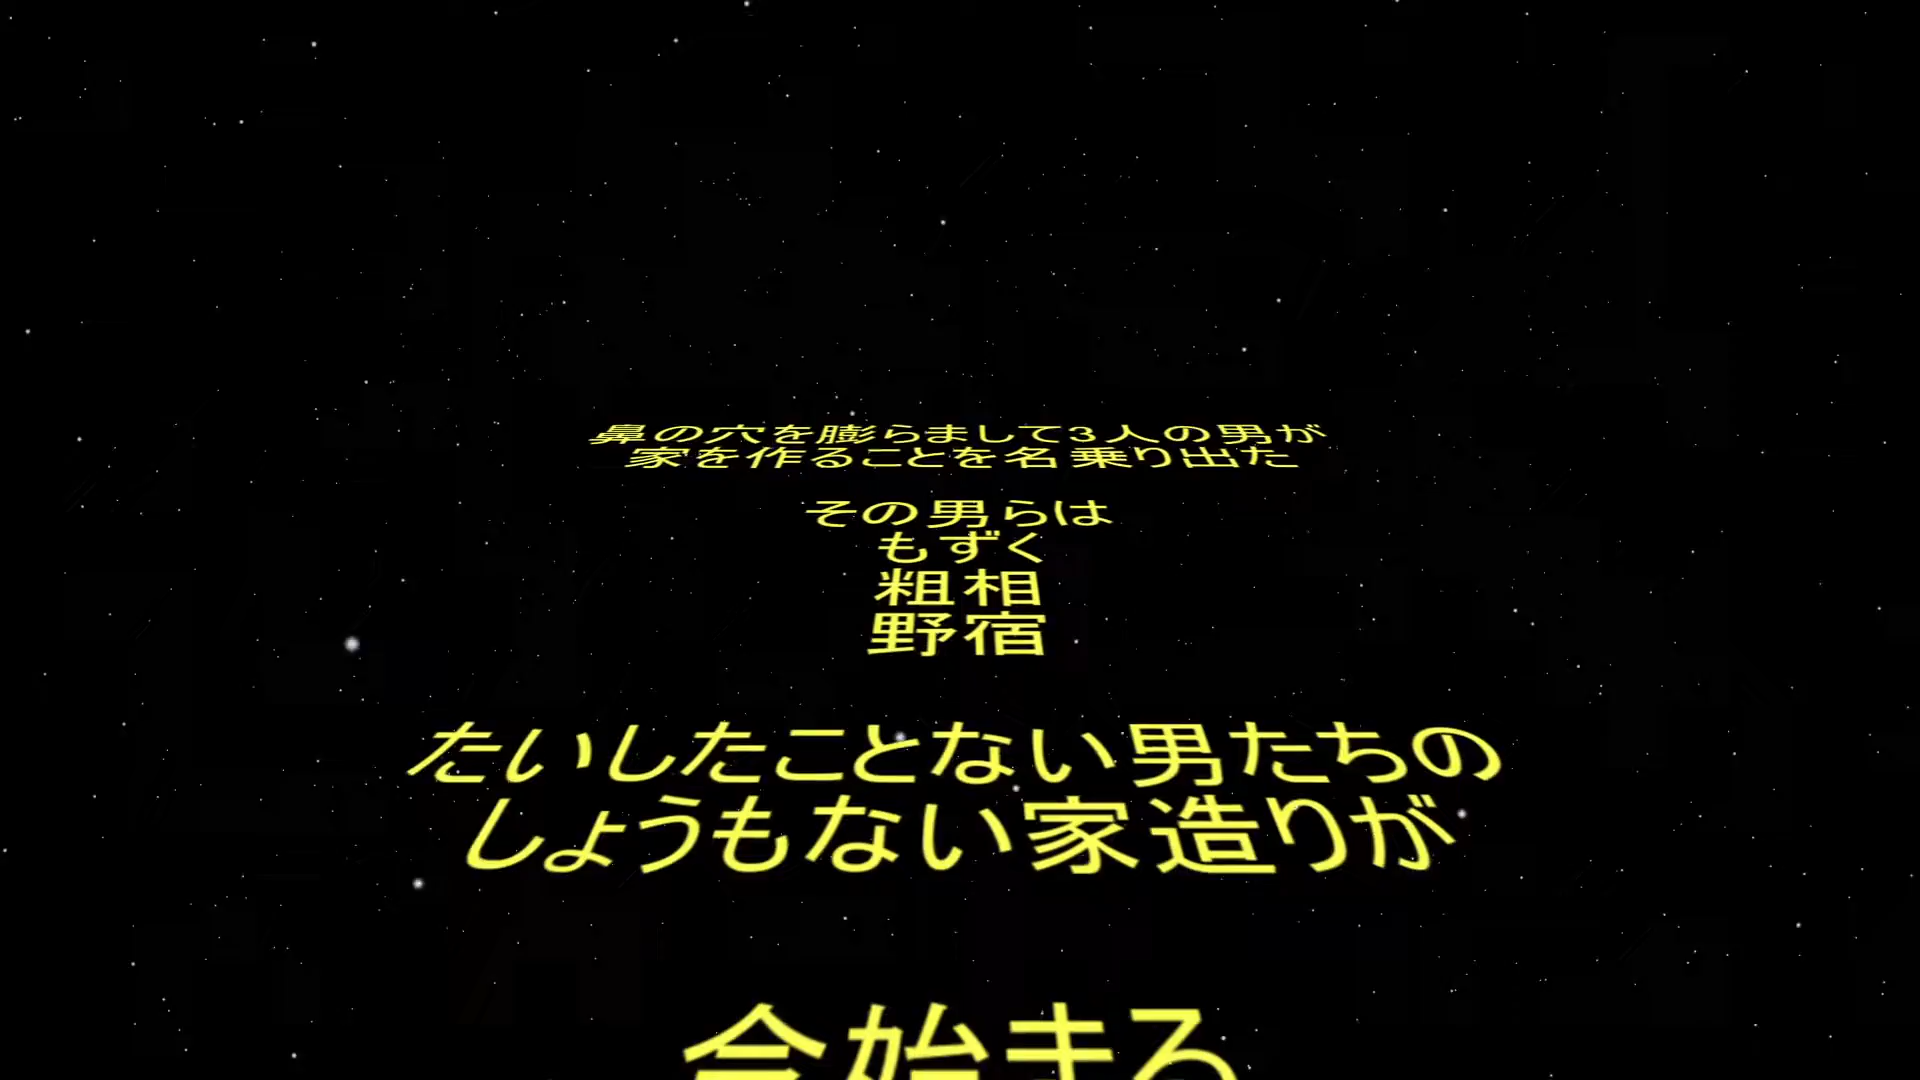 鼻の穴を膨らまして3人の男が
家を作ることを名乗り出た
その男らは
もずく
粗相
野宿
たいしたことない男たちの
しょうもない家造りが
今始まる